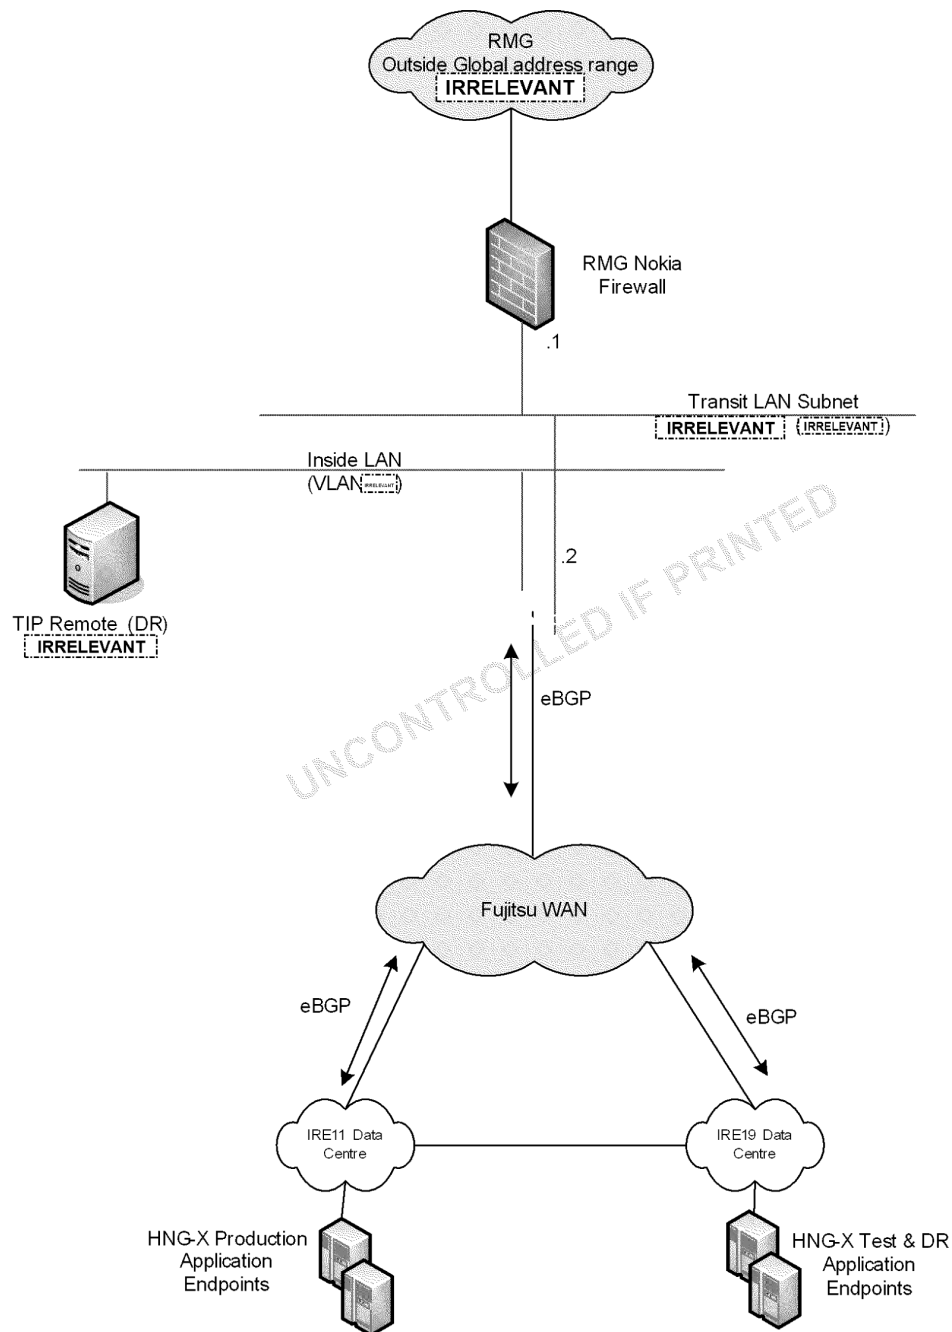 RMG
Outside Global address range
IRRELEVANT
RMG Nokia
Firewall
.1
Transit LAN Subnet
IRRELEVANT (IRRELEVANT)
Inside LAN
(VLAN IRRELEVANT)
.2
TIP Remote (DR)
IRRELEVANT
eBGP
UNCONTROLLED IF PRINTED
Fujitsu WAN
eBGP
eBGP
IRE11 Data
Centre
IRE19 Data
Centre
HNG-X Production
Application
Endpoints
HNG-X Test & DR
Application
Endpoints